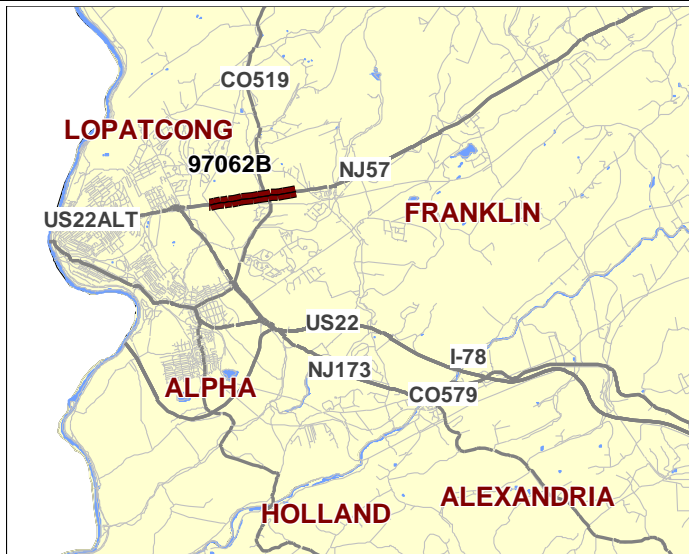 CO519
LOPATCONG
97062B
NJ57
US22ALT
FRANKLIN
US22
I-78
NJ173
ALPHA
CO579
ALEXANDRIA
HOLLAND